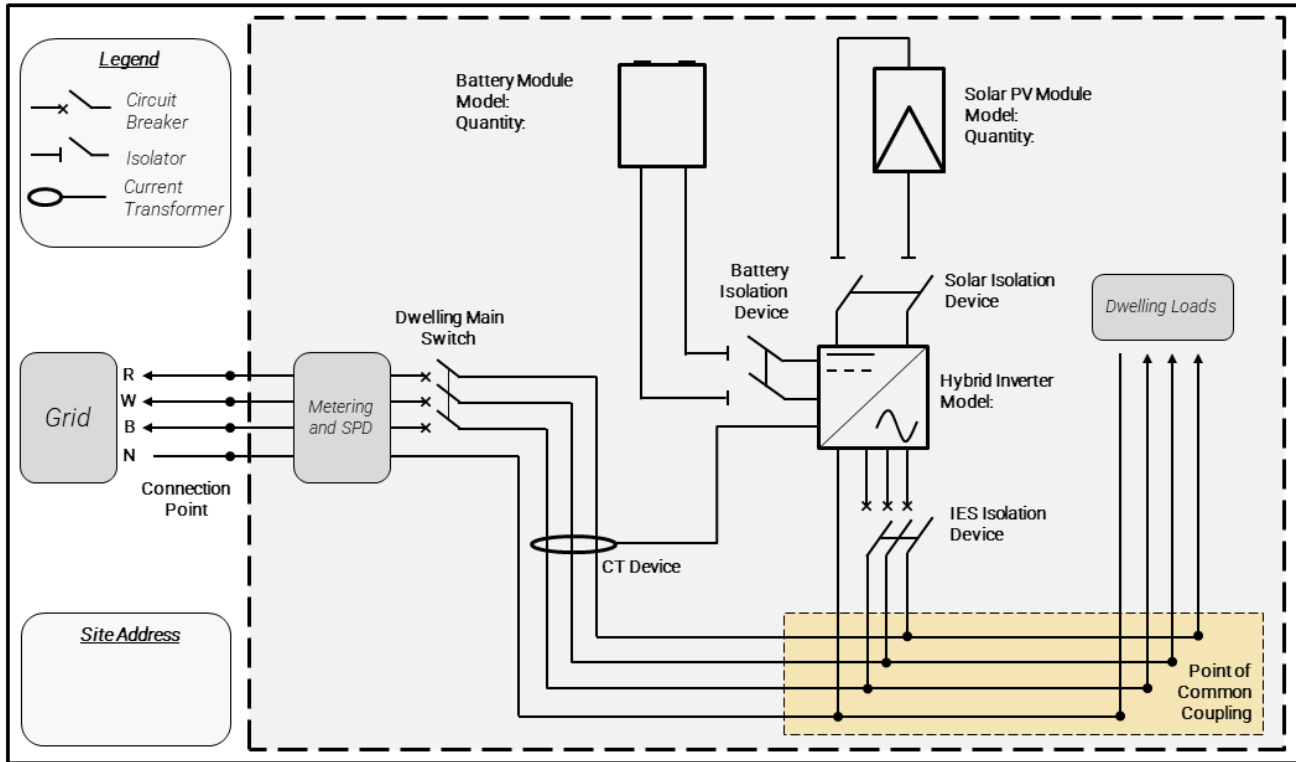 Legend
Circuit
Breaker
Isolator
Current
Transformer
Battery Module
Model:
Quantity:
Solar PV Module
Model:
Quantity:
Battery
Isolation
Device
Solar Isolation
Device
Dwelling Loads
Dwelling Main
Switch
Grid
R
W
B
N
Metering
and SPD
Hybrid Inverter
Model:
Connection
Point
IES Isolation
Device
CT Device
Site Address
Point of
Common
Coupling